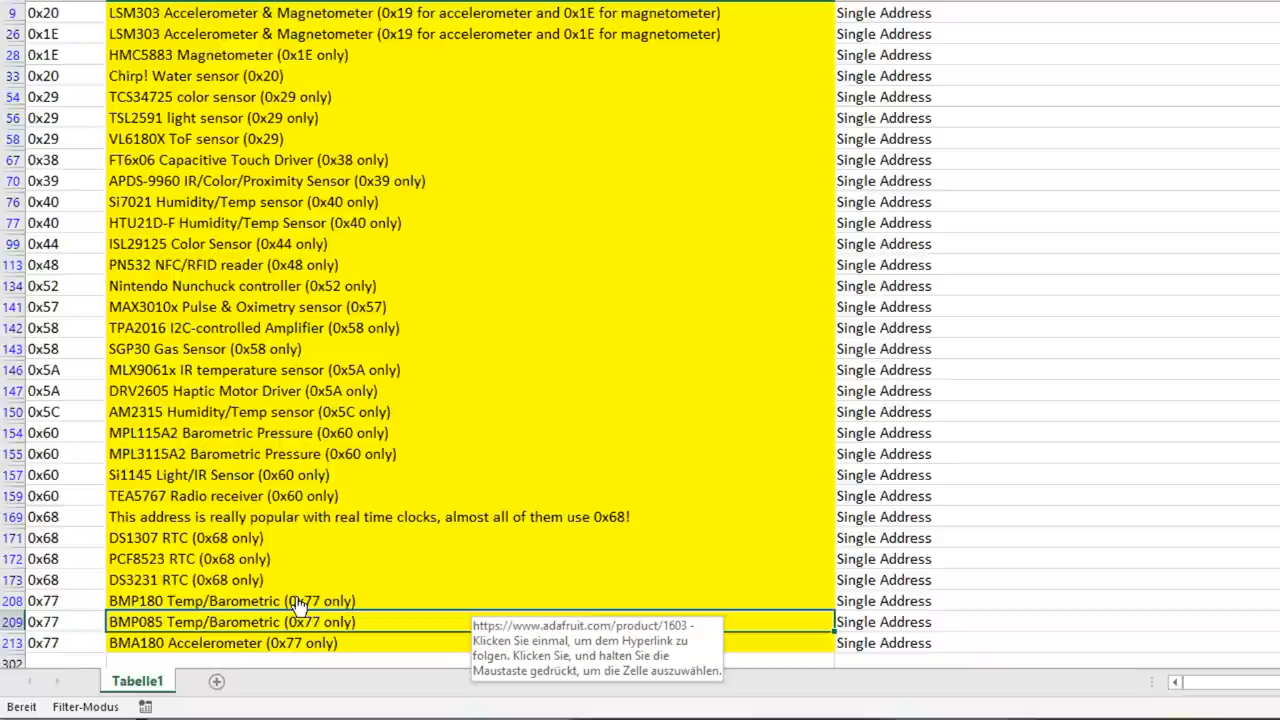 9 0x20 LSM303 Accelerometer & Magnetometer (0x19 for accelerometer and 0x1E for magnetometer) Single Address
26 0x1E LSM303 Accelerometer & Magnetometer (0x19 for accelerometer and 0x1E for magnetometer) Single Address
28 0x1E HMC5883 Magnetometer (0x1E only) Single Address
33 0x20 Chirp! Water sensor (0x20) Single Address
54 0x29 TCS34725 color sensor (0x29 only) Single Address
56 0x29 TSL2591 light sensor (0x29 only) Single Address
58 0x29 VL6180X ToF sensor (0x29) Single Address
67 0x38 FT6x06 Capacitive Touch Driver (0x38 only) Single Address
70 0x39 APDS-9960 IR/Color/Proximity Sensor (0x39 only) Single Address
76 0x40 Si7021 Humidity/Temp sensor (0x40 only) Single Address
77 0x40 HTU21D-F Humidity/Temp Sensor (0x40 only) Single Address
99 0x44 ISL29125 Color Sensor (0x44 only) Single Address
113 0x48 PN532 NFC/RFID reader (0x48 only) Single Address
134 0x52 Nintendo Nunchuck controller (0x52 only) Single Address
141 0x57 MAX3010x Pulse & Oximetry sensor (0x57) Single Address
142 0x58 TPA2016 I2C-controlled Amplifier (0x58 only) Single Address
143 0x58 SGP30 Gas Sensor (0x58 only) Single Address
146 0x5A MLX9061x IR temperature sensor (0x5A only) Single Address
147 0x5A DRV2605 Haptic Motor Driver (0x5A only) Single Address
150 0x5C AM2315 Humidity/Temp sensor (0x5C only) Single Address
154 0x60 MPL115A2 Barometric Pressure (0x60 only) Single Address
155 0x60 MPL3115A2 Barometric Pressure (0x60 only) Single Address
157 0x60 Si1145 Light/IR Sensor (0x60 only) Single Address
159 0x60 TEA5767 Radio receiver (0x60 only) Single Address
169 0x68 This address is really popular with real time clocks, almost all of them use 0x68! Single Address
171 0x68 DS1307 RTC (0x68 only) Single Address
172 0x68 PCF8523 RTC (0x68 only) Single Address
173 0x68 DS3231 RTC (0x68 only) Single Address
208 0x77 BMP180 Temp/Barometric (0x77 only) Single Address
209 0x77 BMP085 Temp/Barometric (0x77 only) Single Address
213 0x77 BMA180 Accelerometer (0x77 only) Single Address
302
https://www.adafruit.com/product/1603 -
Klicken Sie einmal, um dem Hyperlink zu
folgen. Klicken Sie, und halten Sie die
Maustaste gedrückt, um die Zelle auszuwählen.
Tabelle1
Bereit Filter-Modus